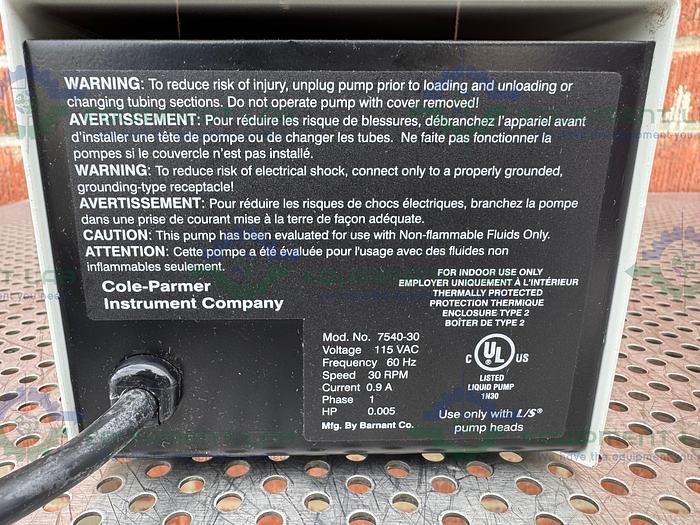 WARNING: To reduce risk of injury, unplug pump prior to loading and unloading or
changing tubing sections. Do not operate pump with cover removed!
AVERTISSEMENT: Pour réduire les risque de blessures, débranchez l'appareil avant
d'installer une tête de pompe ou de changer les tubes. Ne faite pas fonctionner la
pompes si le couvercle n'est pas installé.
WARNING: To reduce risk of electrical shock, connect only to a properly grounded,
grounding-type receptacle!
AVERTISSEMENT: Pour réduire les risques de chocs électriques, branchez la pompe
dans une prise de courant mise à la terre de façon adéquate.
CAUTION: This pump has been evaluated for use with Non-flammable Fluids Only.
ATTENTION: Cette pompe a été évaluée pour l'usage avec des fluides non
inflammables seulement.
Cole-Parmer
Instrument Company
FOR INDOOR USE ONLY
EMPLOYER UNIQUEMENT À L'INTÉRIEUR
THERMALLY PROTECTED
PROTECTION THERMIQUE
ENCLOSURE TYPE 2
BOÎTER DE TYPE 2
Mod. No. 7540-30
Voltage 115 VAC
Frequency 60 Hz
Speed 30 RPM
Current 0.9 A
Phase 1
HP 0.005
Mfg. By Barnant Co.
C UL® US
LISTED
LIQUID PUMP
1N30
Use only with L/S®
pump heads